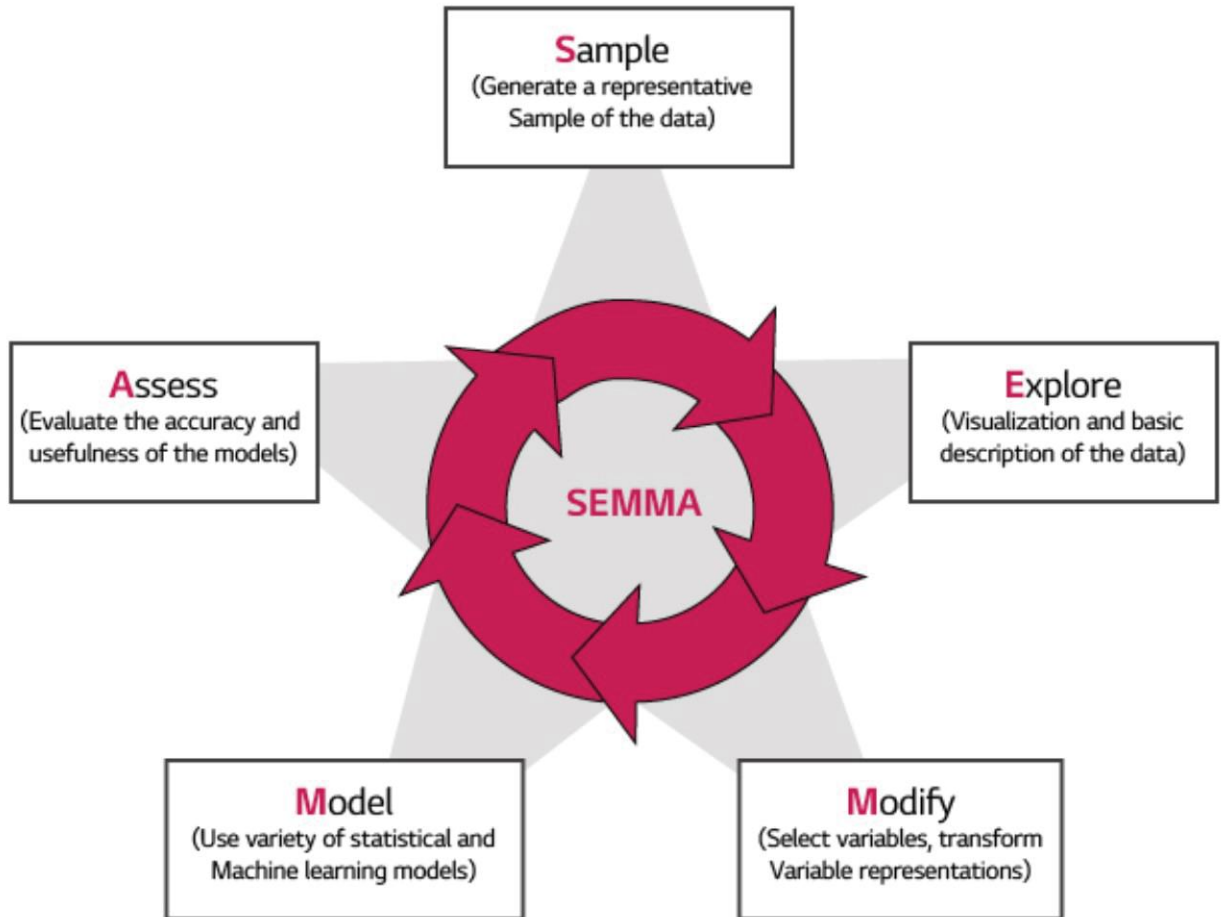 Sample
(Generate a representative
Sample of the data)
Assess
(Evaluate the accuracy and
usefulness of the models)
Explore
(Visualization and basic
description of the data)
SEMMA
Model
(Use variety of statistical and
Machine learning models)
Modify
(Select variables, transform
Variable representations)